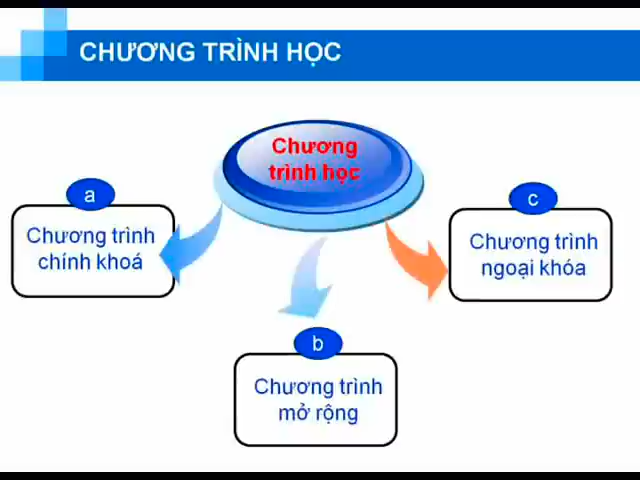 CHƯƠNG TRÌNH HỌC
Chương
trình học
a
Chương trình
chính khoá
b
Chương trình
mở rộng
c
Chương trình
ngoại khóa